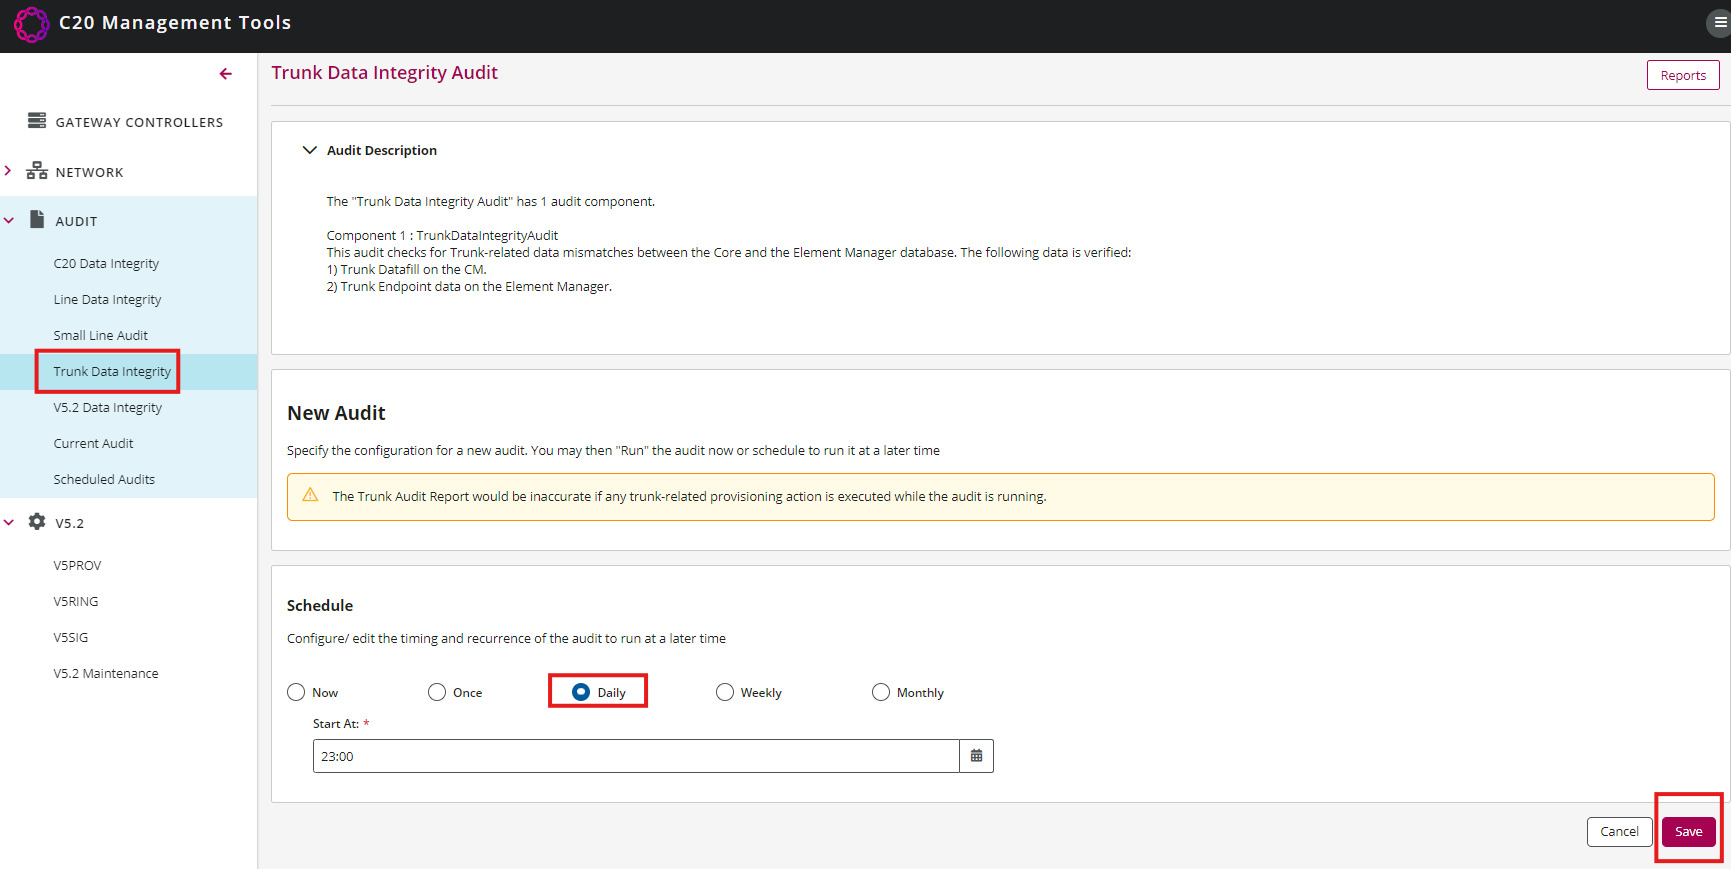 C20 Management Tools
GATEWAY CONTROLLERS
NETWORK
AUDIT
C20 Data Integrity
Line Data Integrity
Small Line Audit
Trunk Data Integrity
V5.2 Data Integrity
Current Audit
Scheduled Audits
V5.2
V5PROV
V5RING
V5SIG
V5.2 Maintenance
Trunk Data Integrity Audit
Reports
Audit Description
The "Trunk Data Integrity Audit" has 1 audit component.
Component 1 : TrunkDataIntegrityAudit
This audit checks for Trunk-related data mismatches between the Core and the Element Manager database. The following data is verified:
1) Trunk Datafill on the CM.
2) Trunk Endpoint data on the Element Manager.
New Audit
Specify the configuration for a new audit. You may then "Run" the audit now or schedule to run it at a later time
The Trunk Audit Report would be inaccurate if any trunk-related provisioning action is executed while the audit is running.
Schedule
Configure/ edit the timing and recurrence of the audit to run at a later time
Now Once Daily Weekly Monthly
Start At: *
23:00
Cancel Save